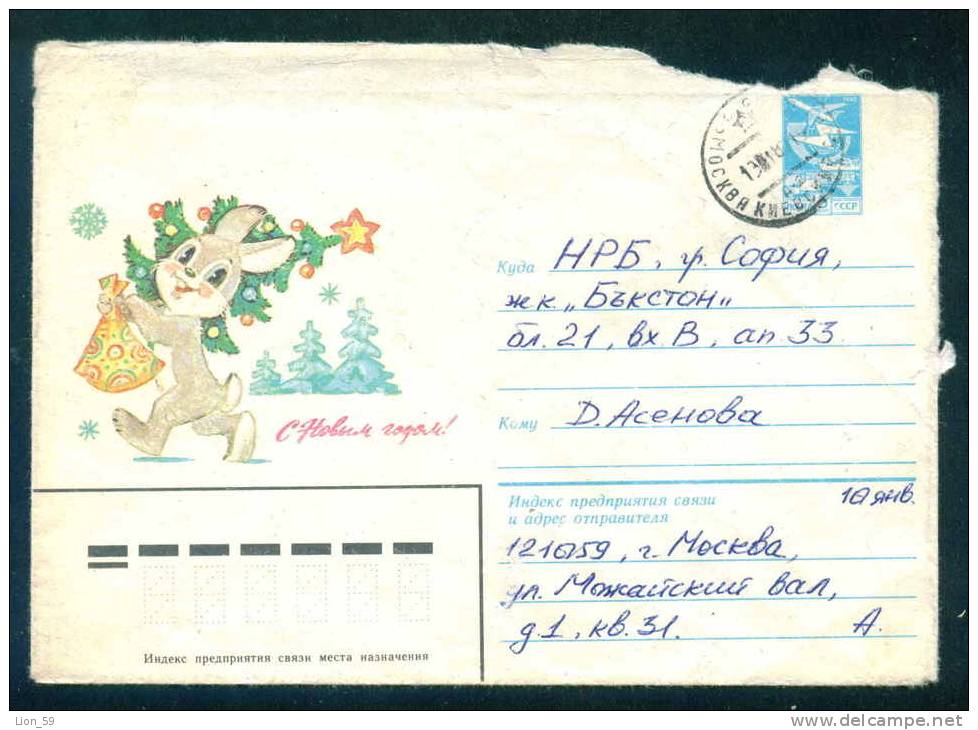 МОСКВА КИЕВСКИЙ
СССР
Куда НРБ, гр. София,
ж.к. „Бъкстон"
бл. 21, вх. В, ап. 33
Кому Д. Асенова
С Новым годом!
Индекс предприятия связи
и адрес отправителя
10 янв.
121059, г. Москва,
ул. Можайский вал,
д. 1, кв. 31. А.
Индекс предприятия связи места назначения
Lion_59
www.delcampe.net